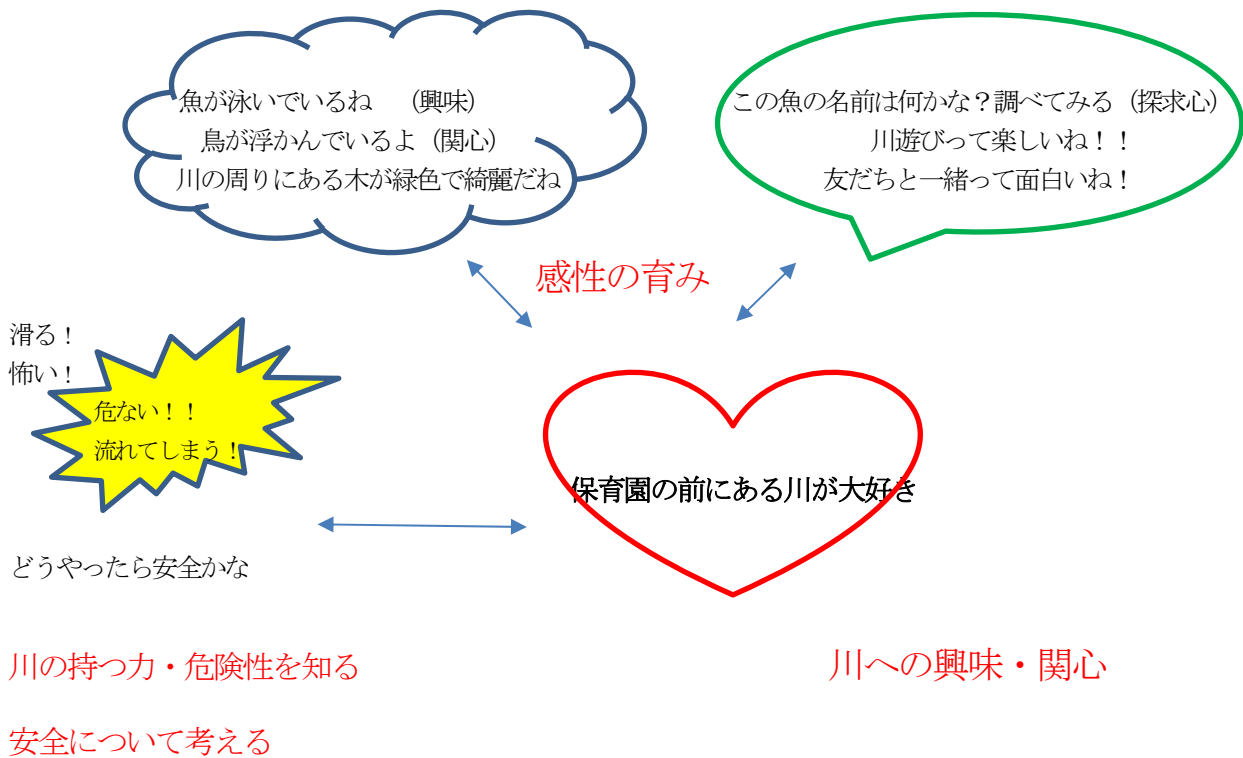 魚が泳いでいるね　（興味）
鳥が浮かんでいるよ（関心）
川の周りにある木が緑色で綺麗だね
この魚の名前は何かな？調べてみる（探求心）
川遊びって楽しいね！！
友だちと一緒って面白いね！
感性の育み
滑る！
怖い！
危ない！！
流れてしまう！
保育園の前にある川が大好き
どうやったら安全かな
川の持つ力・危険性を知る
川への興味・関心
安全について考える